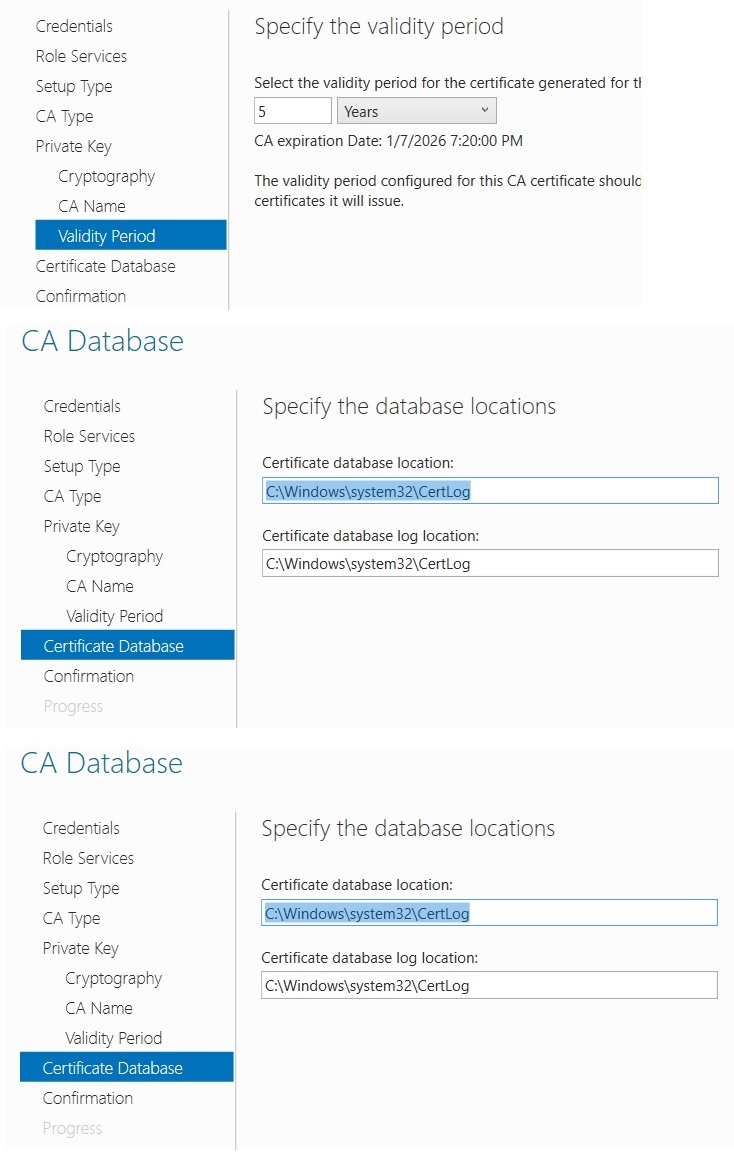 Credentials
Role Services
Setup Type
CA Type
Private Key
Cryptography
CA Name
Validity Period
Certificate Database
Confirmation
Specify the validity period
Select the validity period for the certificate generated for
5
Years
CA expiration Date: 1/7/2026 7:20:00 PM
The validity period configured for this CA certificate should
certificates it will issue.
CA Database
Credentials
Role Services
Setup Type
CA Type
Private Key
Cryptography
CA Name
Validity Period
Certificate Database
Confirmation
Progress
Specify the database locations
Certificate database location:
C:\Windows\system32\CertLog
Certificate database log location:
C:\Windows\system32\CertLog
CA Database
Credentials
Role Services
Setup Type
CA Type
Private Key
Cryptography
CA Name
Validity Period
Certificate Database
Confirmation
Progress
Specify the database locations
Certificate database location:
C:\Windows\system32\CertLog
Certificate database log location:
C:\Windows\system32\CertLog